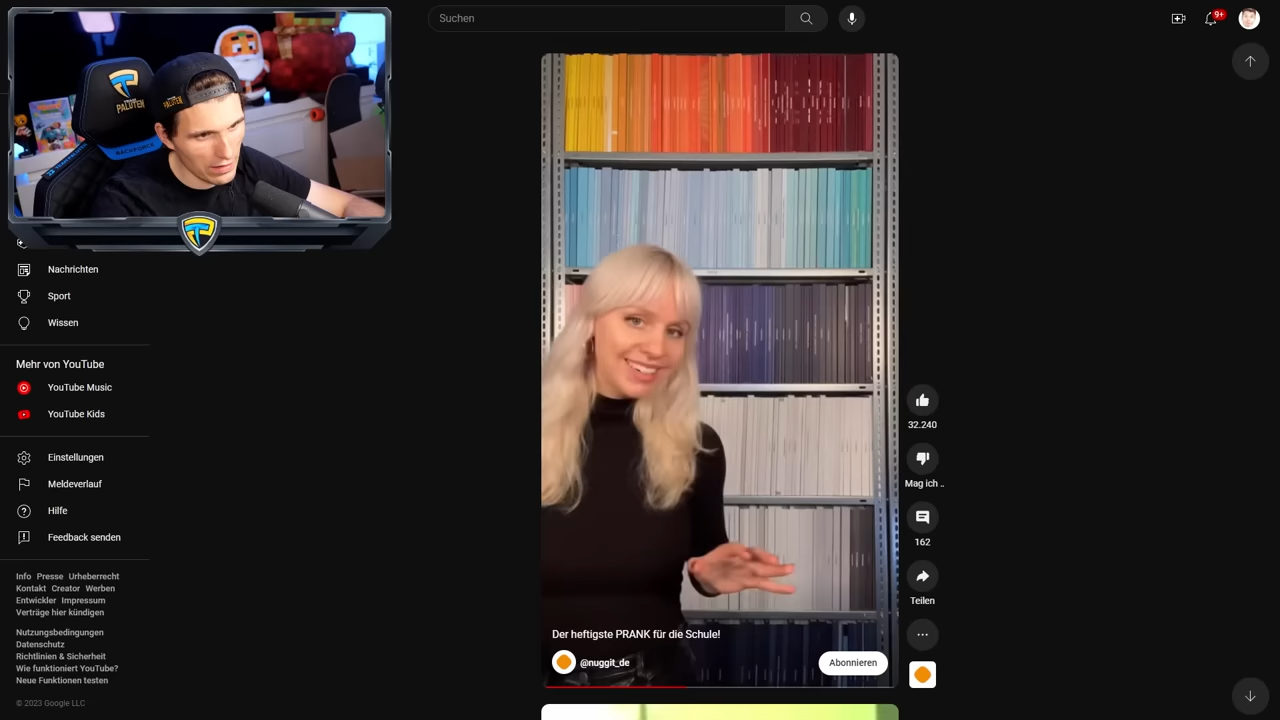 Suchen
9+
PALUTEN
PALUTEN
BACKFORCE
Nachrichten
Sport
Wissen
Mehr von YouTube
YouTube Music
YouTube Kids
Einstellungen
Meldeverlauf
Hilfe
Feedback senden
Info Presse Urheberrecht
Kontakt Creator Werben
Entwickler Impressum
Verträge hier kündigen
Nutzungsbedingungen
Datenschutz
Richtlinien & Sicherheit
Wie funktioniert YouTube?
Neue Funktionen testen
© 2023 Google LLC
Der heftigste PRANK für die Schule!
@nuggit_de
Abonnieren
32.240
Mag ich ..
162
Teilen